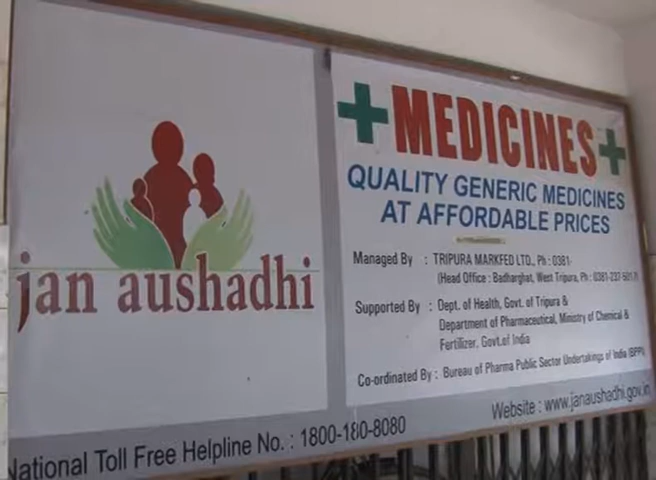 jan aushadhi
MEDICINES
QUALITY GENERIC MEDICINES
AT AFFORDABLE PRICES
Managed By : TRIPURA MARKFED LTD., Ph : 0381-
(Head Office : Badharghat, West Tripura, Ph : 0381-237-
Supported By : Dept. of Health, Govt. of Tripura &
Department of Pharmaceutical, Ministry of Chemical &
Fertilizer, Govt.of India
Co-ordinated By : Bureau of Pharma Public Sector Undertakings of India (BPPI)
National Toll Free Helpline No. : 1800-180-8080
Website : www.janaushadhi.gov.in